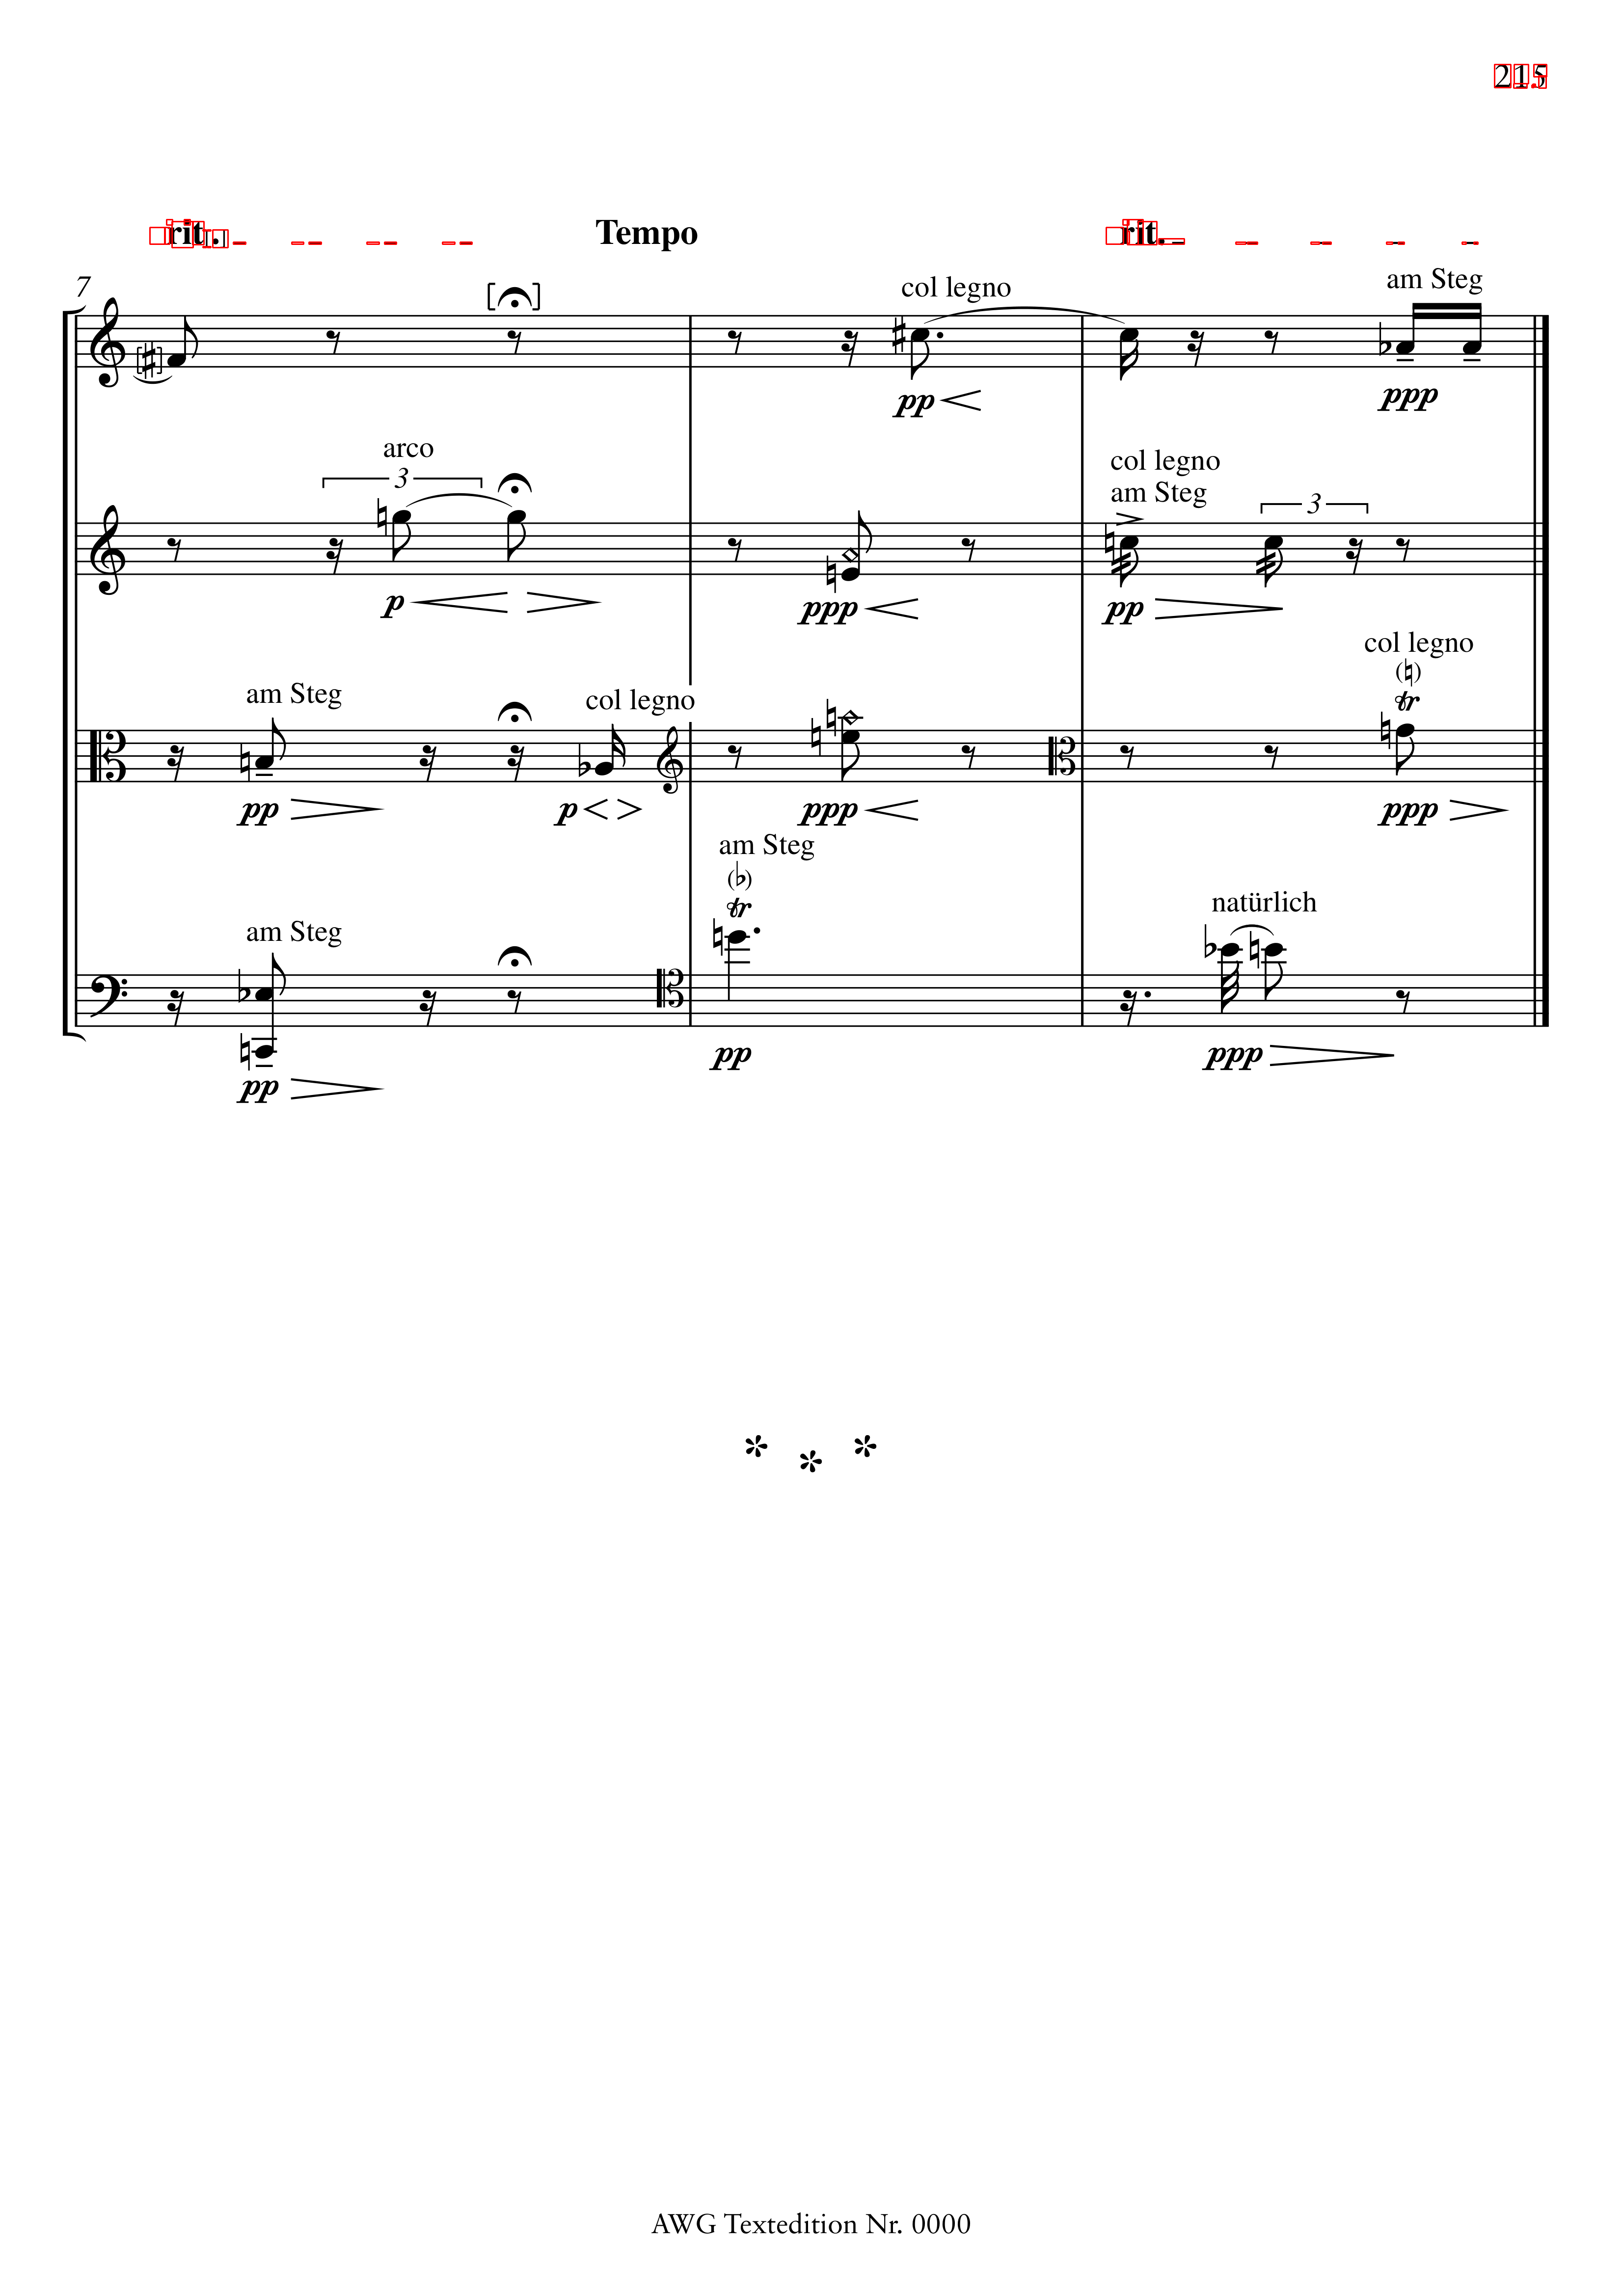 215
rit. Tempo rit.
7
col legno
am Steg
pp
ppp
arco
3
col legno
am Steg
3
p
ppp
pp
am Steg
col legno
col legno
tr
pp
p
ppp
ppp
am Steg
tr
am Steg
natürlich
pp
pp
ppp
* * *
AWG Textedition Nr. 0000